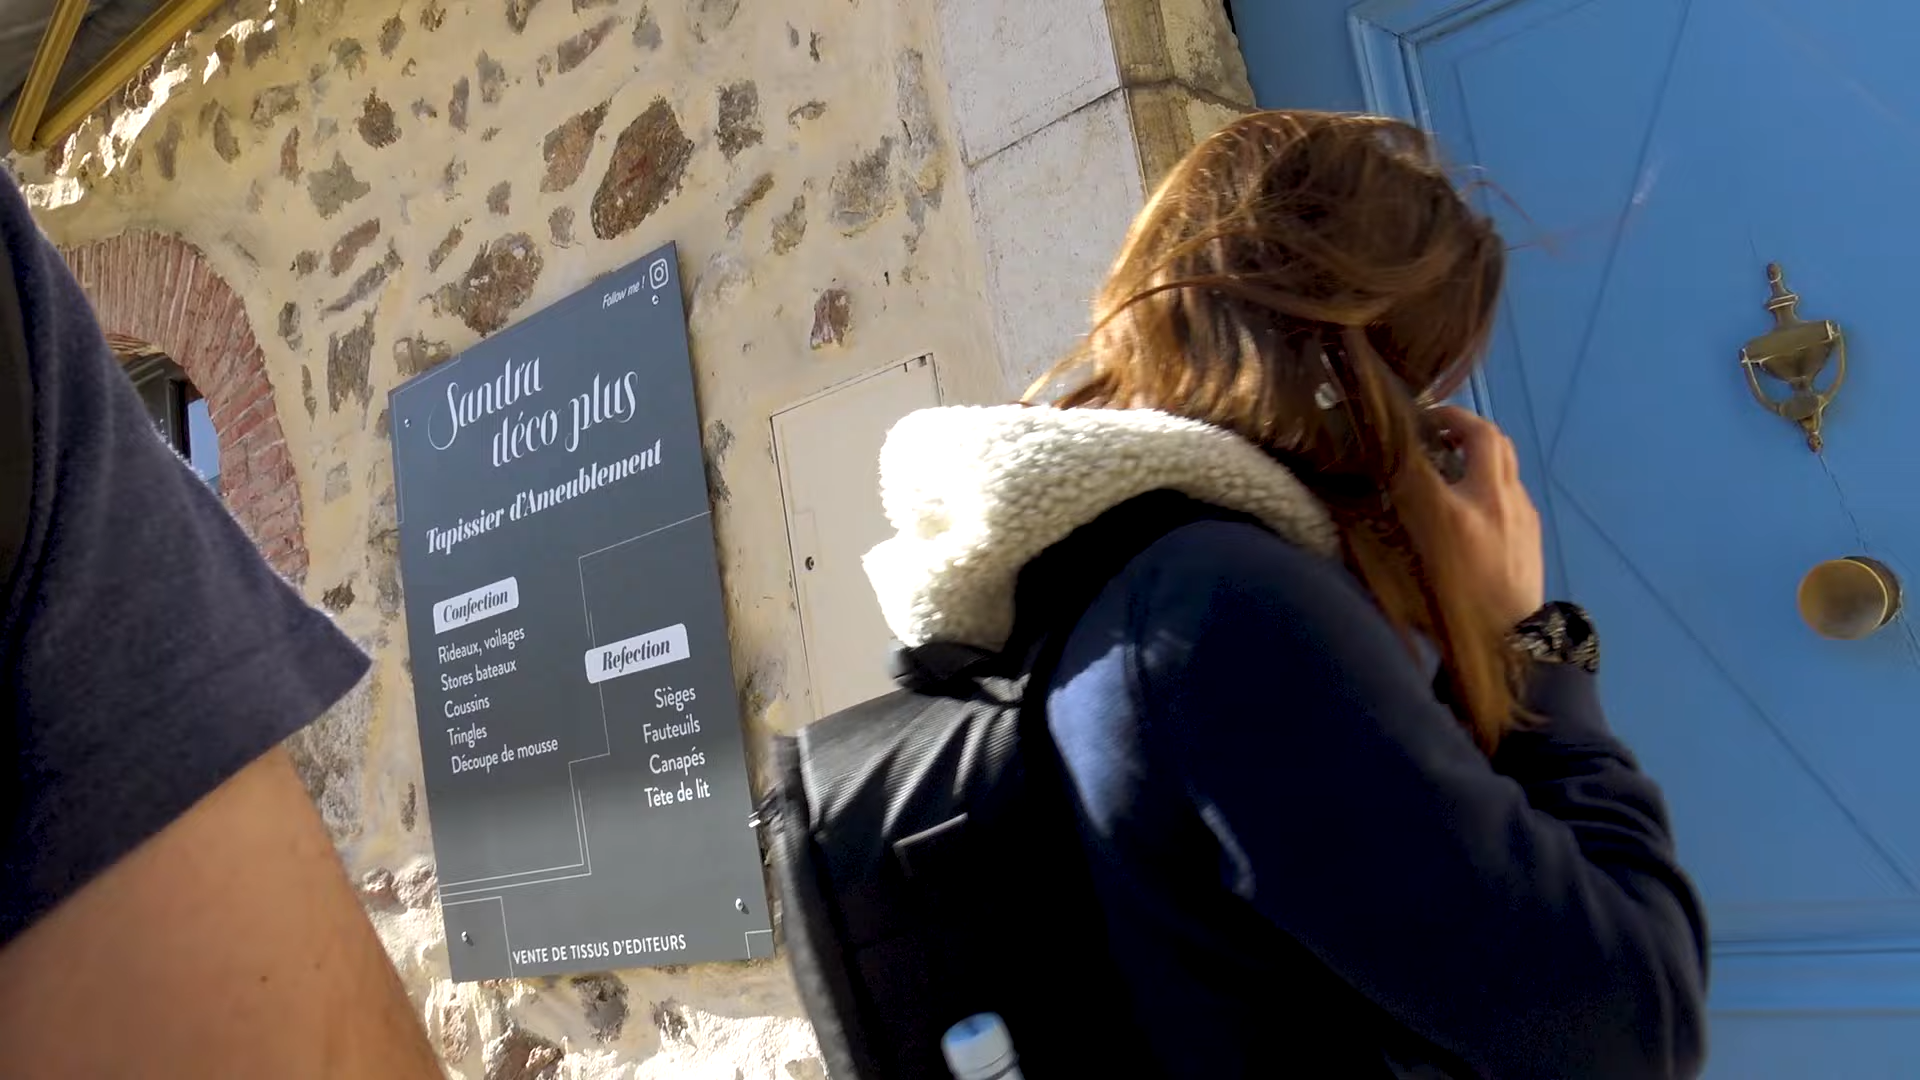 Follow me !
Sandra
déco plus
Tapissier d'Ameublement
Confection
Rideaux, voilages
Stores bateaux
Coussins
Tringles
Découpe de mousse
Refection
Sièges
Fauteuils
Canapés
Tête de lit
VENTE DE TISSUS D'EDITEURS